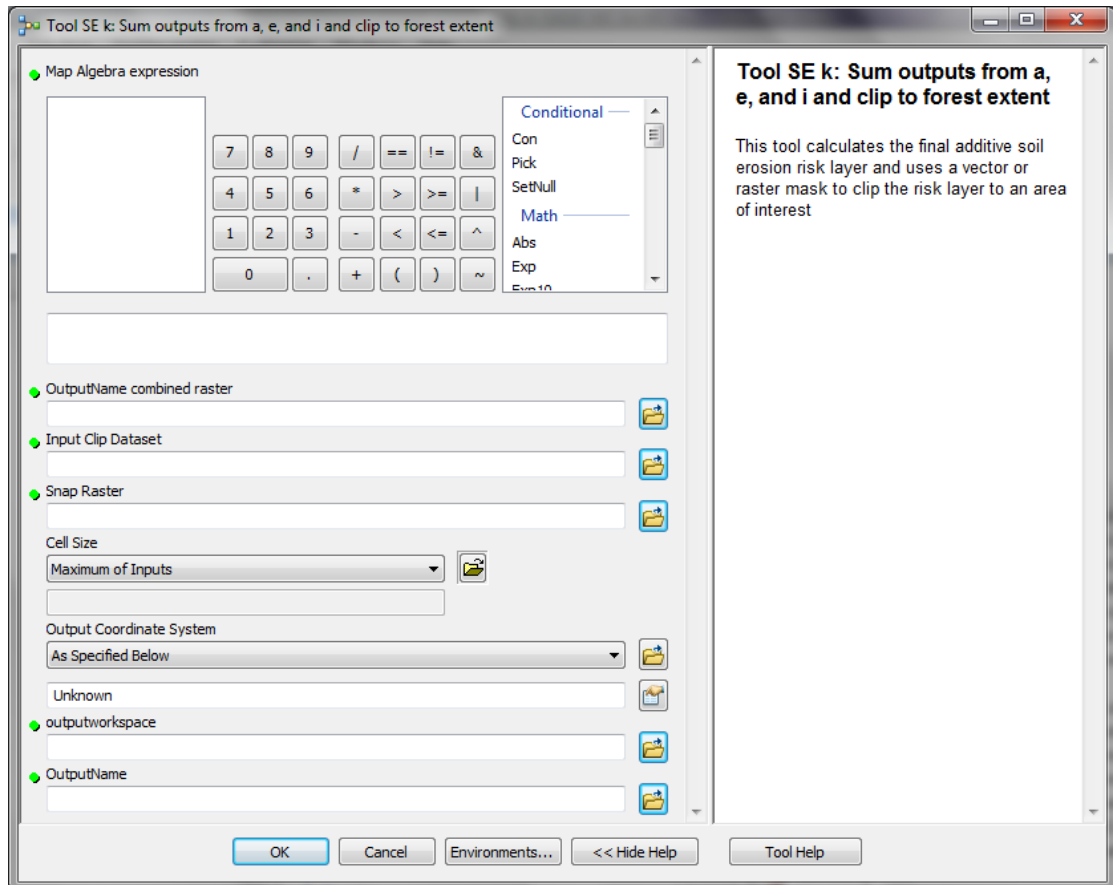 Tool SE k: Sum outputs from a, e, and i and clip to forest extent
Map Algebra expression
7 8 9 / == != &
4 5 6 * > >= |
1 2 3 - < <= ^
0 . + ( ) ~
Conditional
Con
Pick
SetNull
Math
Abs
Exp
Exp10
OutputName combined raster
Input Clip Dataset
Snap Raster
Cell Size
Maximum of Inputs
Output Coordinate System
As Specified Below
Unknown
outputworkspace
OutputName
Tool SE k: Sum outputs from a,
e, and i and clip to forest extent
This tool calculates the final additive soil
erosion risk layer and uses a vector or
raster mask to clip the risk layer to an area
of interest
OK Cancel Environments... << Hide Help Tool Help